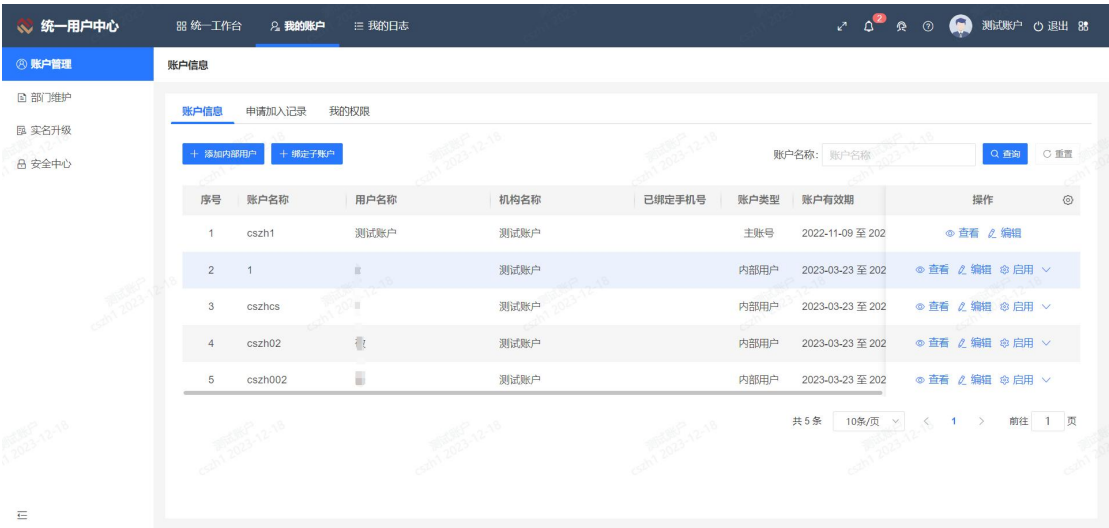 统一用户中心 统一工作台 我的账户 我的日志 2 测试账户 退出
账户管理
部门维护
实名升级
安全中心
账户信息
账户信息 申请加入记录 我的权限
添加内部用户 绑定子账户 账户名称: 账户名称 查询 重置
序号 账户名称 用户名称 机构名称 已绑定手机号 账户类型 账户有效期 操作
1 cszh1 测试账户 测试账户 主账号 2022-11-09 至 202 查看 编辑
2 1 测试账户 内部用户 2023-03-23 至 202 查看 编辑 启用
3 cszhcs 测试账户 内部用户 2023-03-23 至 202 查看 编辑 启用
4 cszh02 测试账户 内部用户 2023-03-23 至 202 查看 编辑 启用
5 cszh002 测试账户 内部用户 2023-03-23 至 202 查看 编辑 启用
共 5 条 10条/页 1 前往 1 页
测试账户
cszh1 2023-12-18